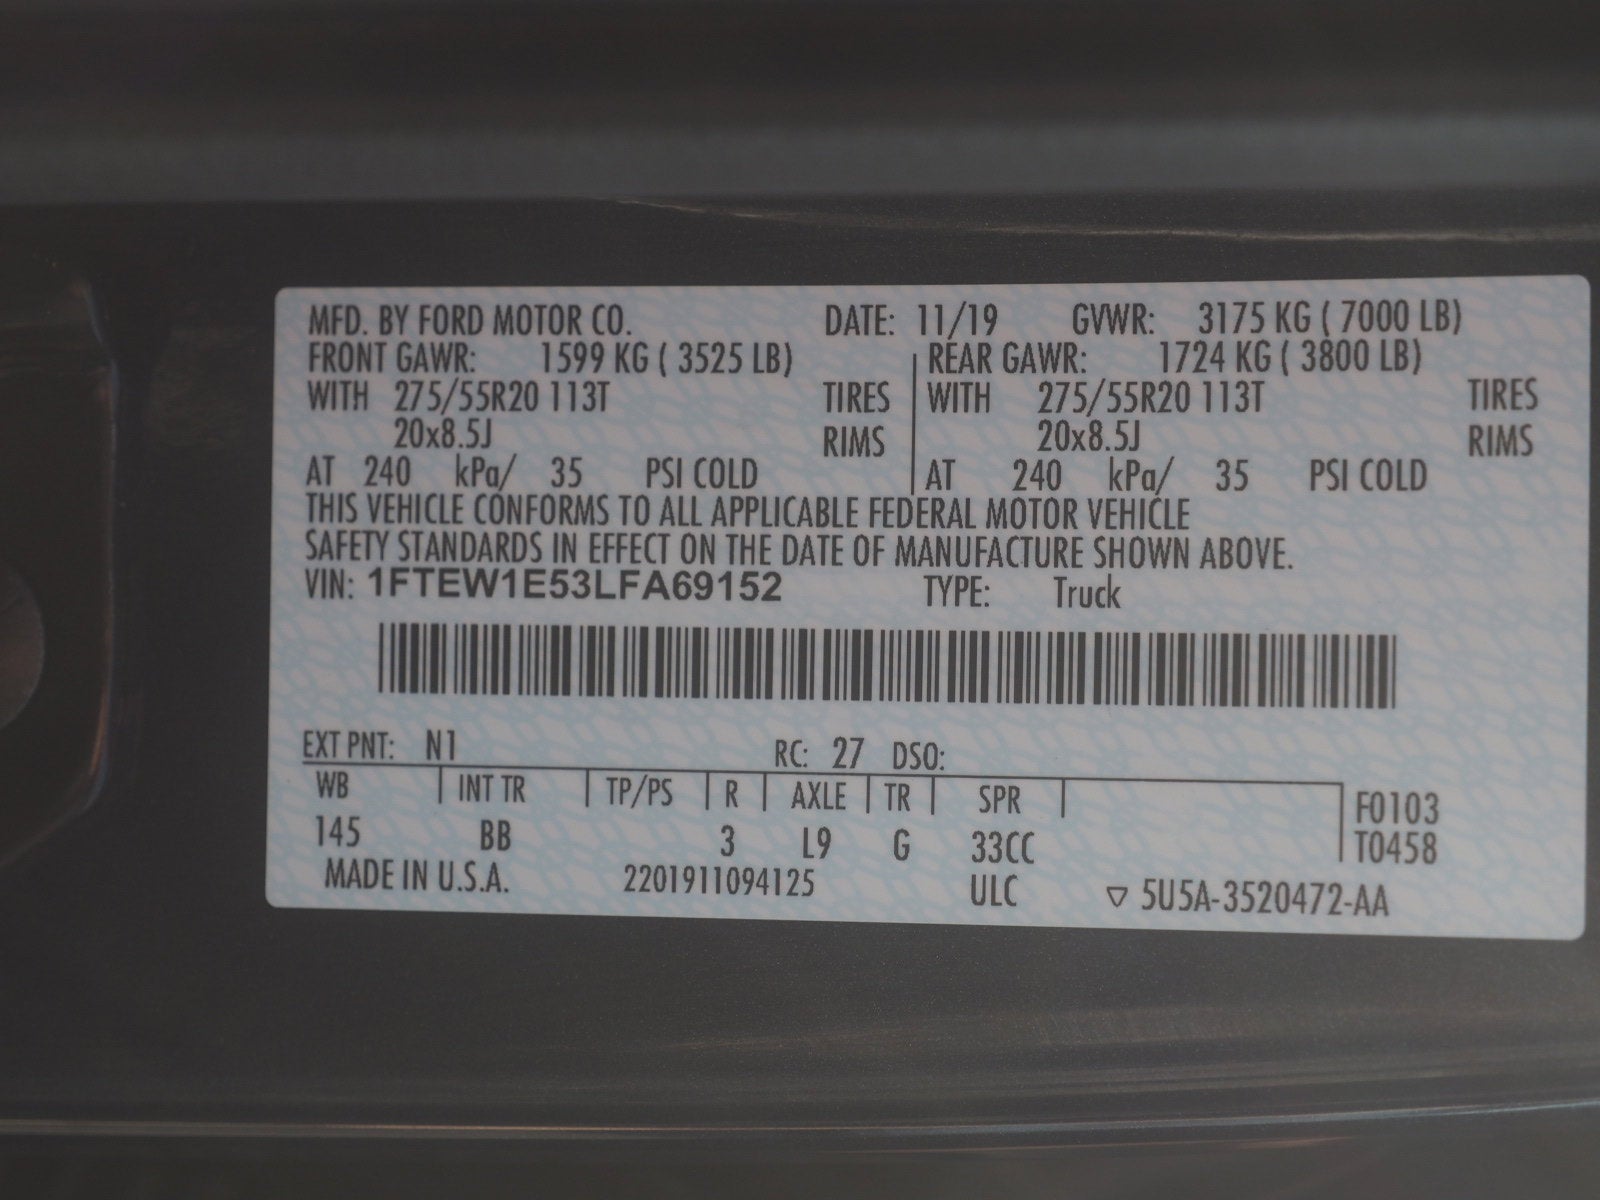 MFD. BY FORD MOTOR CO. DATE: 11/19 GVWR: 3175 KG ( 7000 LB)
FRONT GAWR: 1599 KG ( 3525 LB) REAR GAWR: 1724 KG ( 3800 LB)
WITH 275/55R20 113T TIRES WITH 275/55R20 113T TIRES
20x8.5J RIMS 20x8.5J RIMS
AT 240 kPa/ 35 PSI COLD AT 240 kPa/ 35 PSI COLD
THIS VEHICLE CONFORMS TO ALL APPLICABLE FEDERAL MOTOR VEHICLE
SAFETY STANDARDS IN EFFECT ON THE DATE OF MANUFACTURE SHOWN ABOVE.
VIN: 1FTEW1E53LFA69152 TYPE: Truck
EXT PNT: N1 RC: 27 DSO:
WB INT TR TP/PS R AXLE TR SPR F0103
145 BB 3 L9 G 33CC T0458
MADE IN U.S.A. 2201911094125 ULC ▽ 5U5A-3520472-AA